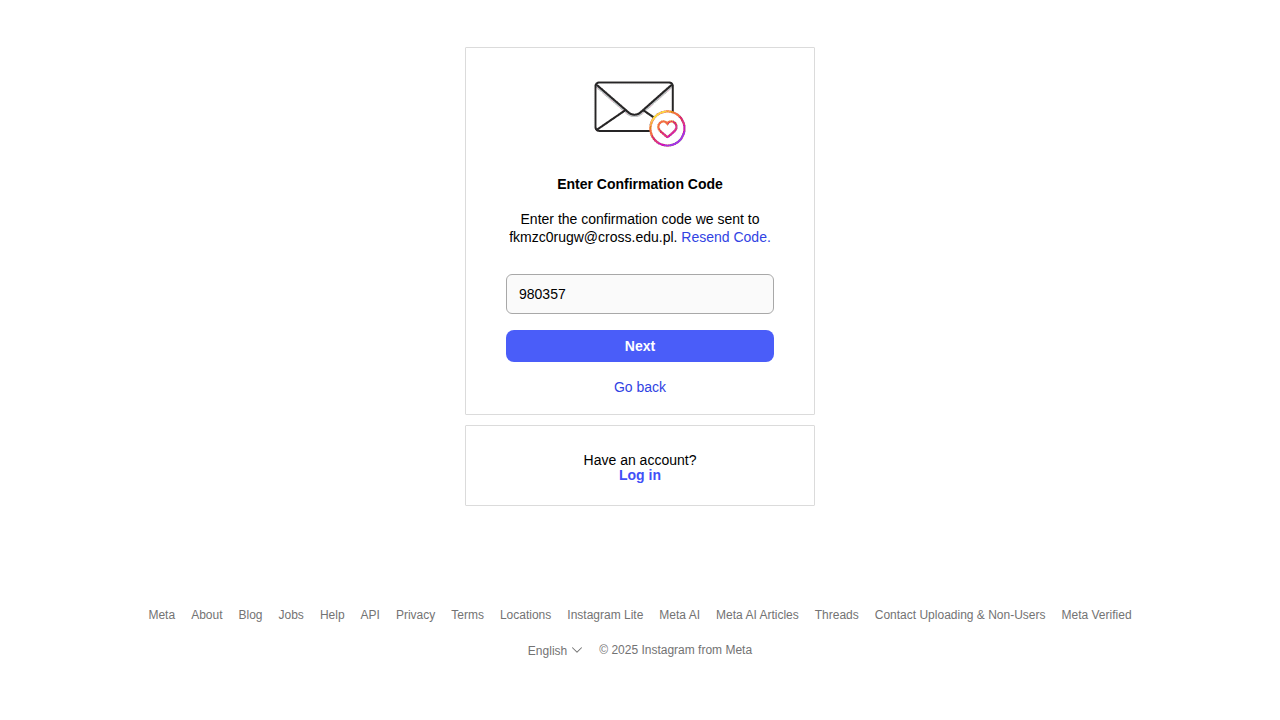 Enter Confirmation Code
Enter the confirmation code we sent to
fkmzc0rugw@cross.edu.pl. Resend Code.
980357
Next
Go back
Have an account?
Log in
Meta About Blog Jobs Help API Privacy Terms Locations Instagram Lite Meta AI Meta AI Articles Threads Contact Uploading & Non-Users Meta Verified
English © 2025 Instagram from Meta